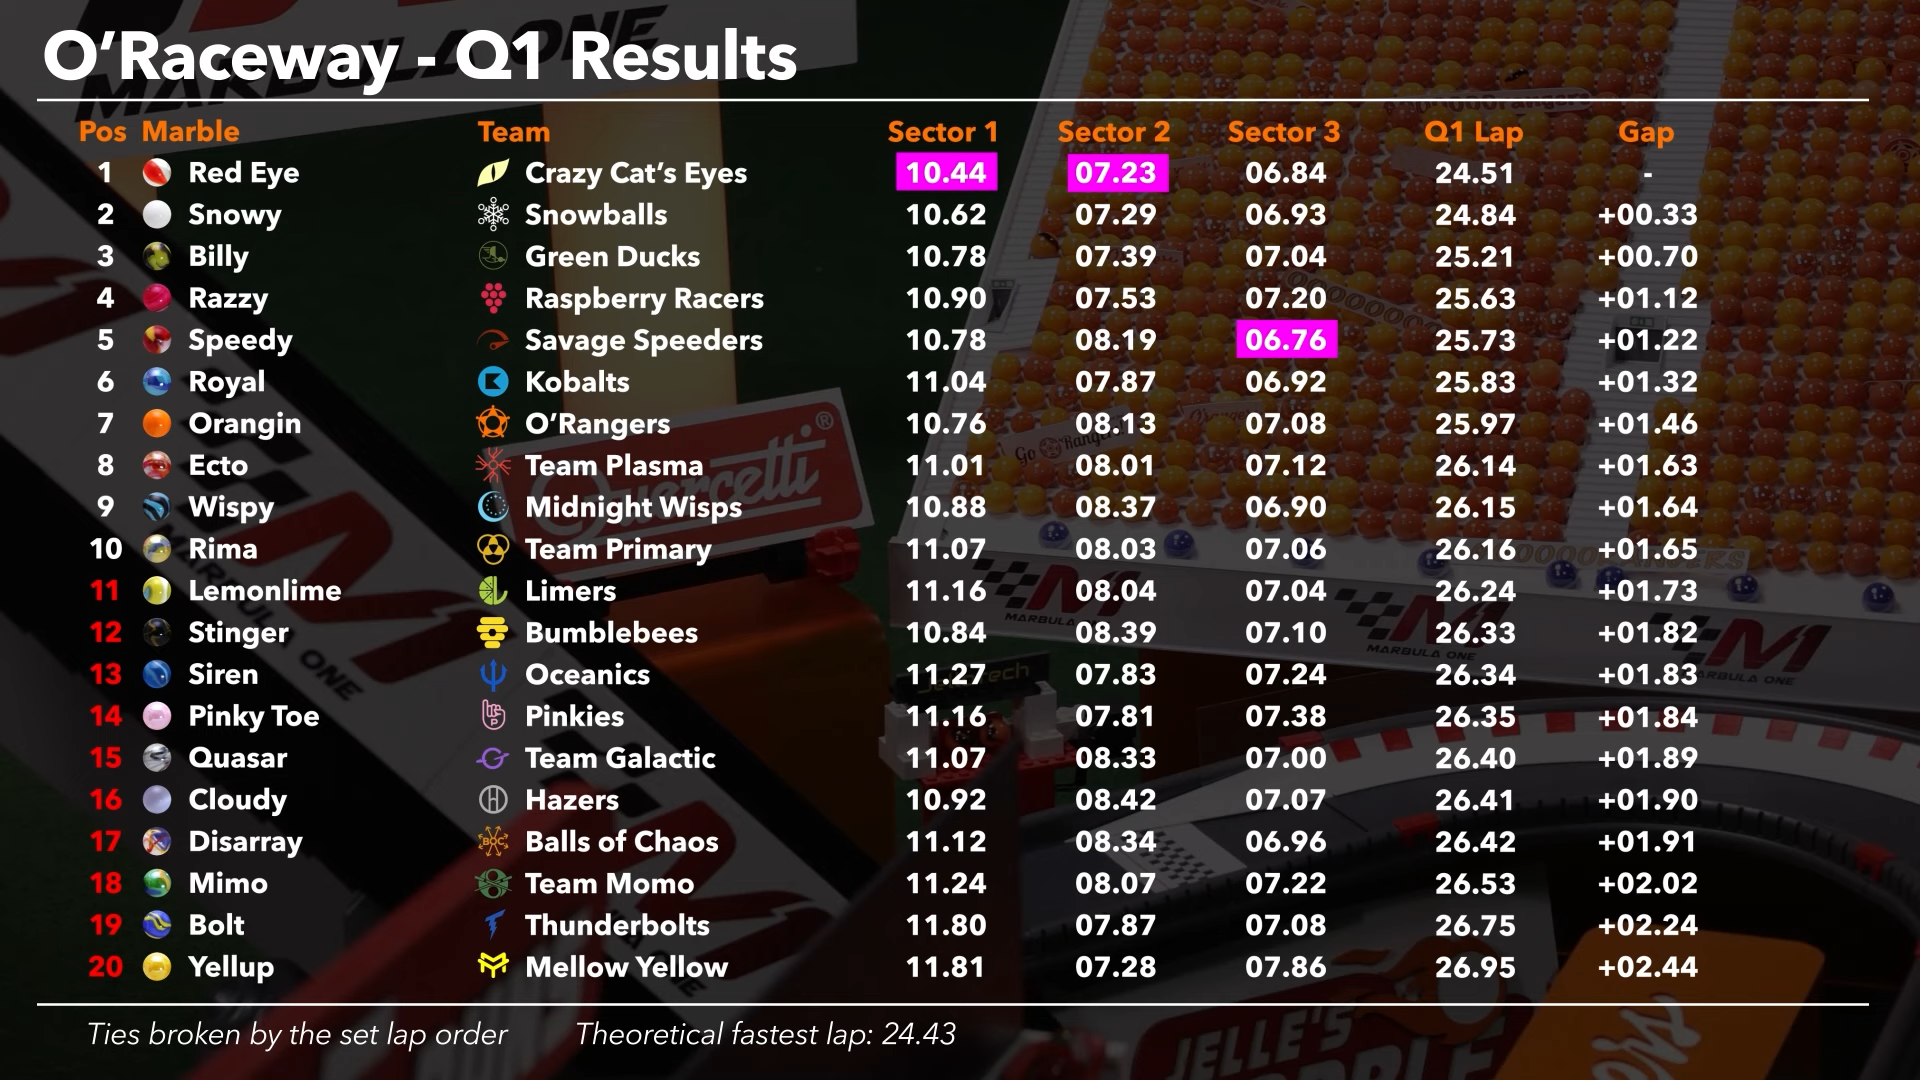 O'Raceway - Q1 Results
Pos Marble Team Sector 1 Sector 2 Sector 3 Q1 Lap Gap
1 Red Eye Crazy Cat's Eyes 10.44 07.23 06.84 24.51 -
2 Snowy Snowballs 10.62 07.29 06.93 24.84 +00.33
3 Billy Green Ducks 10.78 07.39 07.04 25.21 +00.70
4 Razzy Raspberry Racers 10.90 07.53 07.20 25.63 +01.12
5 Speedy Savage Speeders 10.78 08.19 06.76 25.73 +01.22
6 Royal Kobalts 11.04 07.87 06.92 25.83 +01.32
7 Orangin O'Rangers 10.76 08.13 07.08 25.97 +01.46
8 Ecto Team Plasma 11.01 08.01 07.12 26.14 +01.63
9 Wispy Midnight Wisps 10.88 08.37 06.90 26.15 +01.64
10 Rima Team Primary 11.07 08.03 07.06 26.16 +01.65
11 Lemonlime Limers 11.16 08.04 07.04 26.24 +01.73
12 Stinger Bumblebees 10.84 08.39 07.10 26.33 +01.82
13 Siren Oceanics 11.27 07.83 07.24 26.34 +01.83
14 Pinky Toe Pinkies 11.16 07.81 07.38 26.35 +01.84
15 Quasar Team Galactic 11.07 08.33 07.00 26.40 +01.89
16 Cloudy Hazers 10.92 08.42 07.07 26.41 +01.90
17 Disarray Balls of Chaos 11.12 08.34 06.96 26.42 +01.91
18 Mimo Team Momo 11.24 08.07 07.22 26.53 +02.02
19 Bolt Thunderbolts 11.80 07.87 07.08 26.75 +02.24
20 Yellup Mellow Yellow 11.81 07.28 07.86 26.95 +02.44
Ties broken by the set lap order Theoretical fastest lap: 24.43
MARBULA ONE
Quercetti
MARBULA ONE
MARBULA ONE
JELLE'S